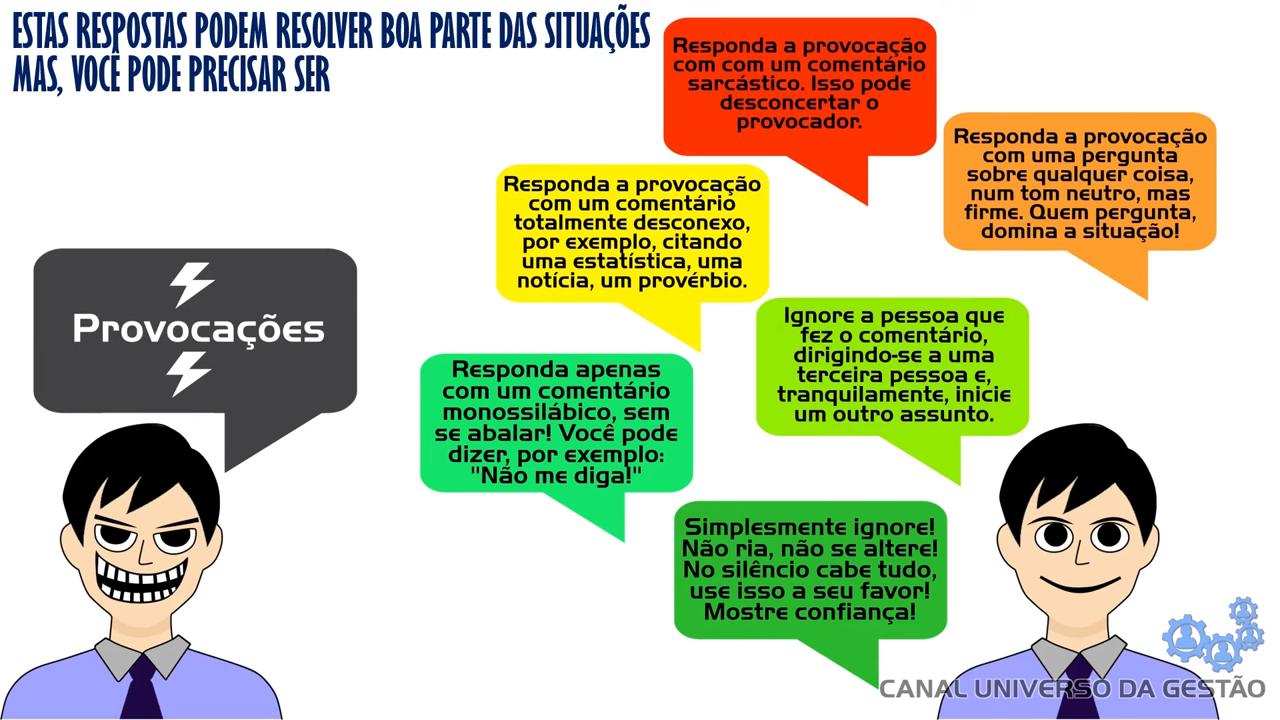 ESTAS RESPOSTAS PODEM RESOLVER BOA PARTE DAS SITUAÇÕES
MAS, VOCÊ PODE PRECISAR SER
Provocações
Responda a provocação
com com um comentário
sarcástico. Isso pode
desconcertar o
provocador.
Responda a provocação
com uma pergunta
sobre qualquer coisa,
num tom neutro, mas
firme. Quem pergunta,
domina a situação!
Responda a provocação
com um comentário
totalmente desconexo,
por exemplo, citando
uma estatística, uma
notícia, um provérbio.
Ignore a pessoa que
fez o comentário,
dirigindo-se a uma
terceira pessoa e,
tranquilamente, inicie
um outro assunto.
Responda apenas
com um comentário
monossilábico, sem
se abalar! Você pode
dizer, por exemplo:
"Não me diga!"
Simplesmente ignore!
Não ria, não se altere!
No silêncio cabe tudo,
use isso a seu favor!
Mostre confiança!
CANAL UNIVERSO DA GESTÃO